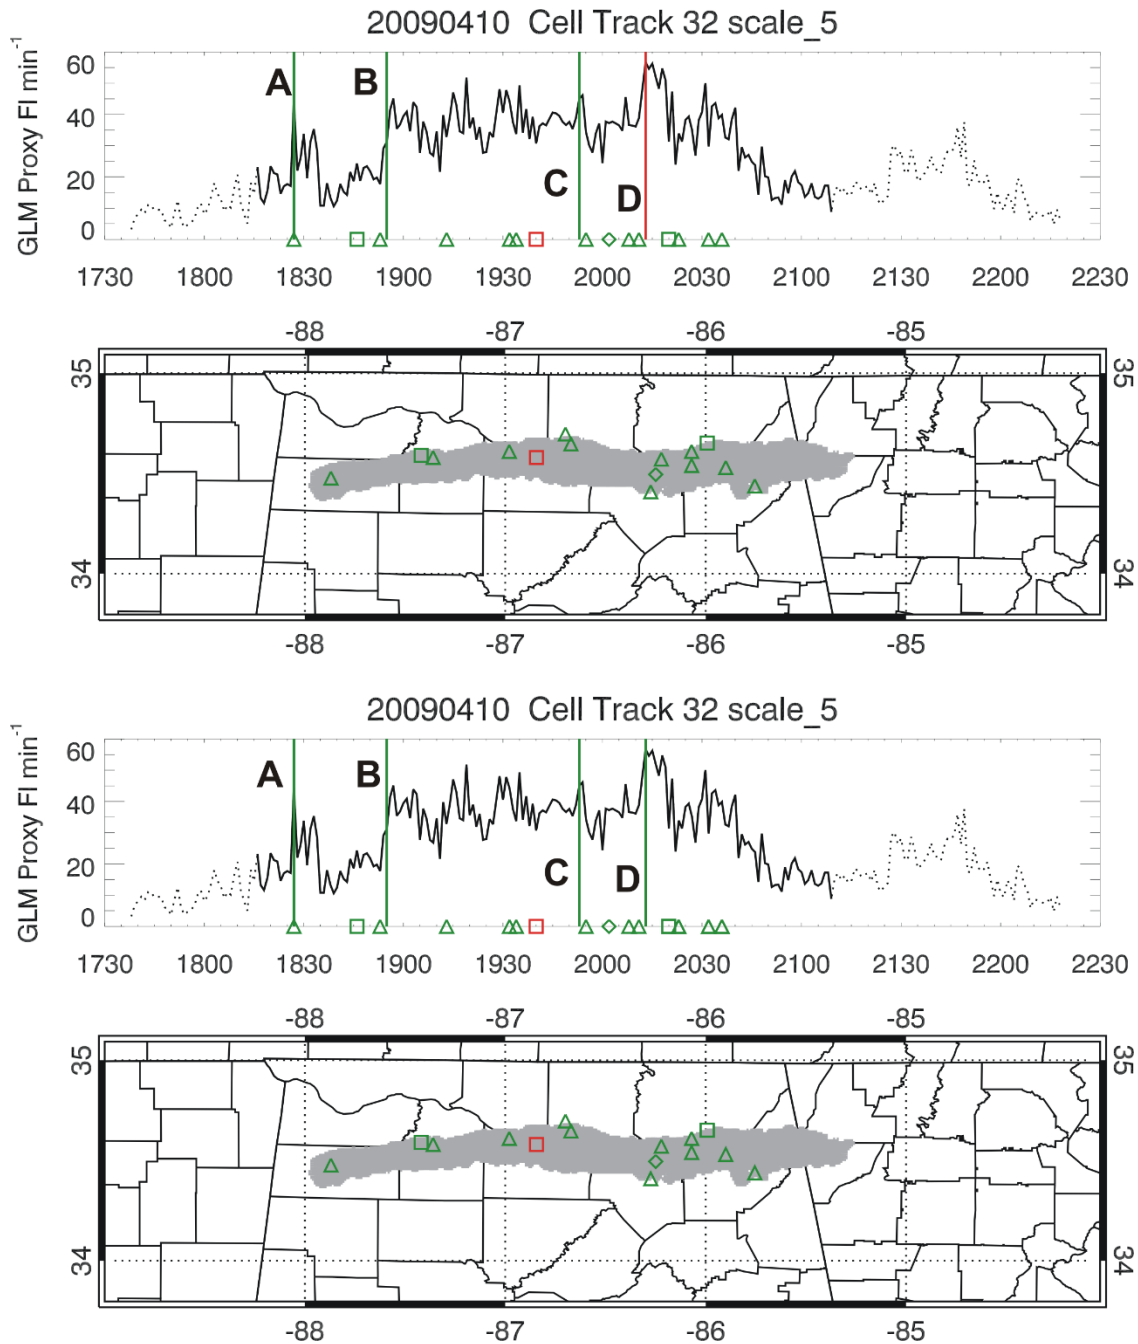 20090410 Cell Track 32 scale_5
GLM Proxy Fl min-1
60
40
20
0
A
B
C
D
1730 1800 1830 1900 1930 2000 2030 2100 2130 2200 2230
-88 -87 -86 -85
35 35
34 34
-88 -87 -86 -85
20090410 Cell Track 32 scale_5
GLM Proxy Fl min-1
60
40
20
0
A
B
C
D
1730 1800 1830 1900 1930 2000 2030 2100 2130 2200 2230
-88 -87 -86 -85
35 35
34 34
-88 -87 -86 -85